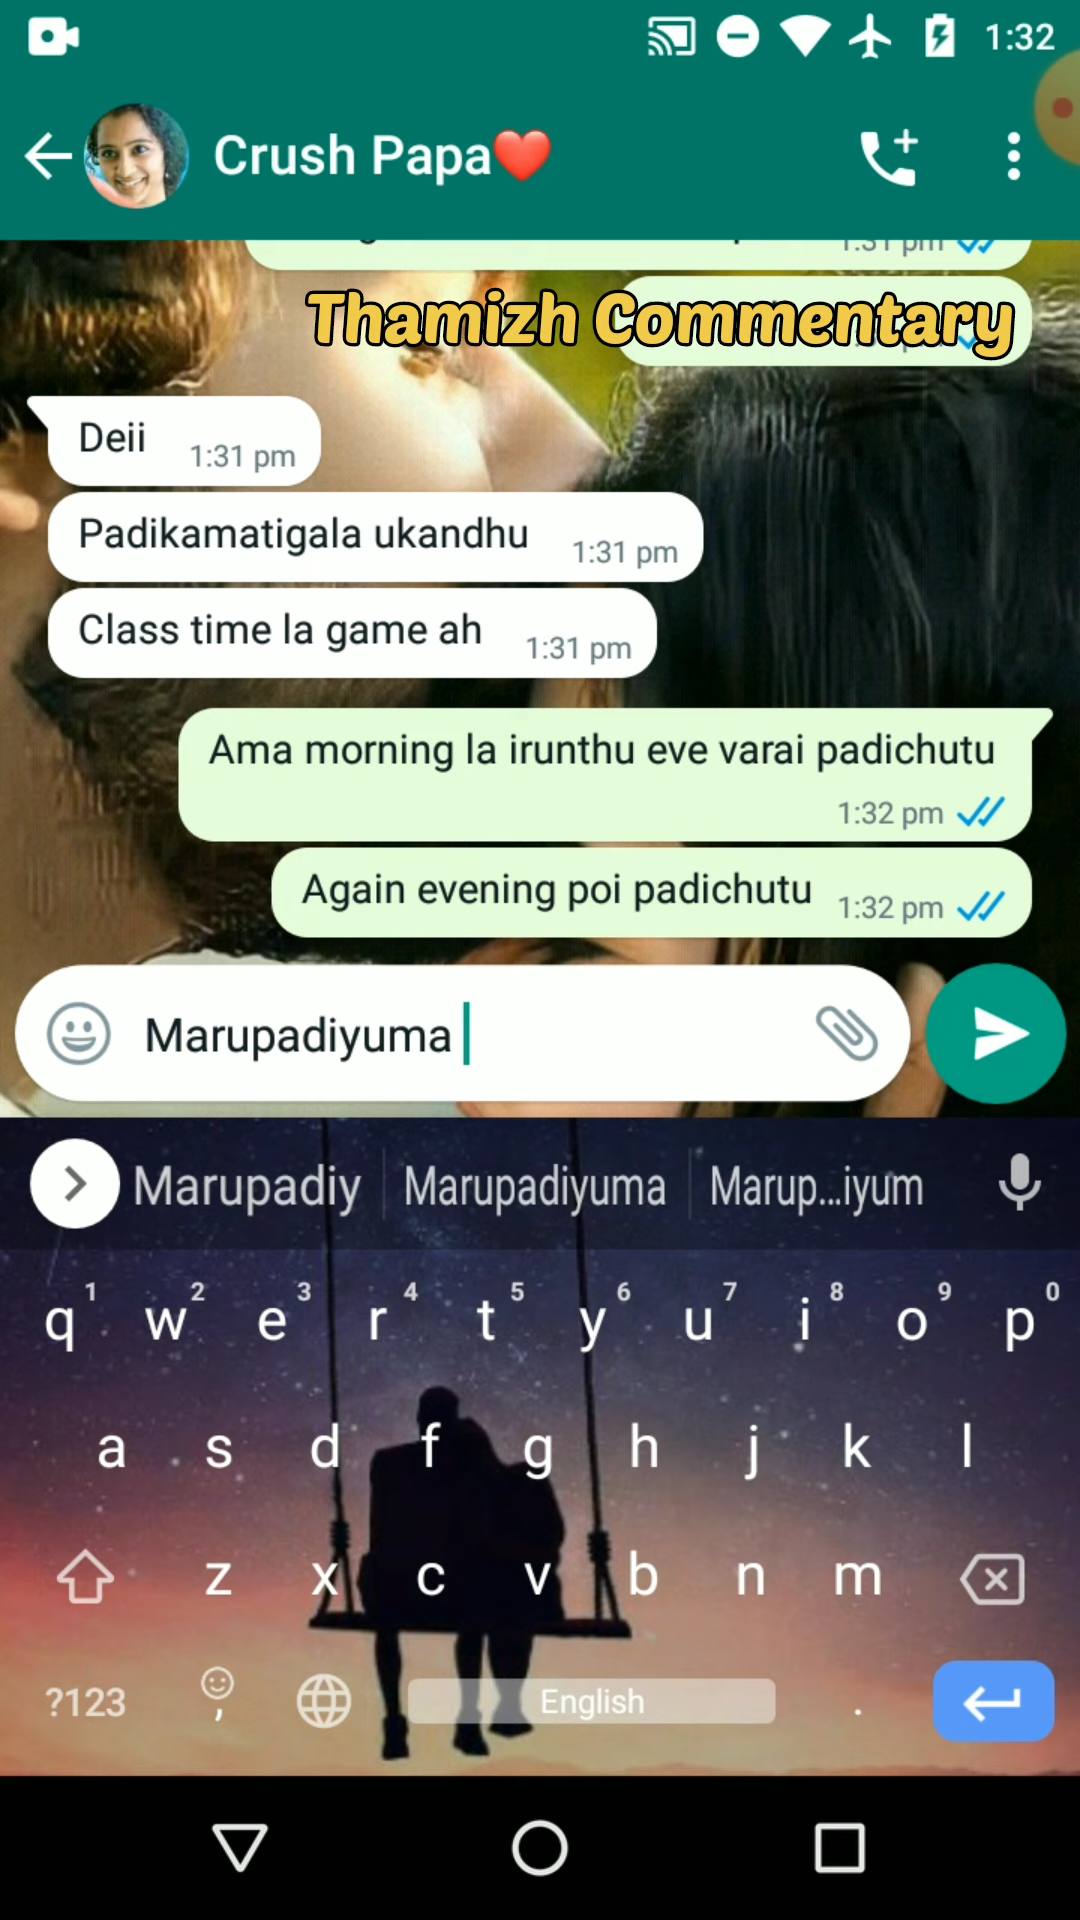 1:32
Crush Papa❤️
1:31 pm
Thamizh Commentary
Deii 1:31 pm
Padikamatigala ukandhu 1:31 pm
Class time la game ah 1:31 pm
Ama morning la irunthu eve varai padichutu
1:32 pm
Again evening poi padichutu 1:32 pm
Marupadiyuma
Marupadiy Marupadiyuma Marup...iyum
1 2 3 4 5 6 7 8 9 0
q w e r t y u i o p
a s d f g h j k l
z x c v b n m
?123 , English .